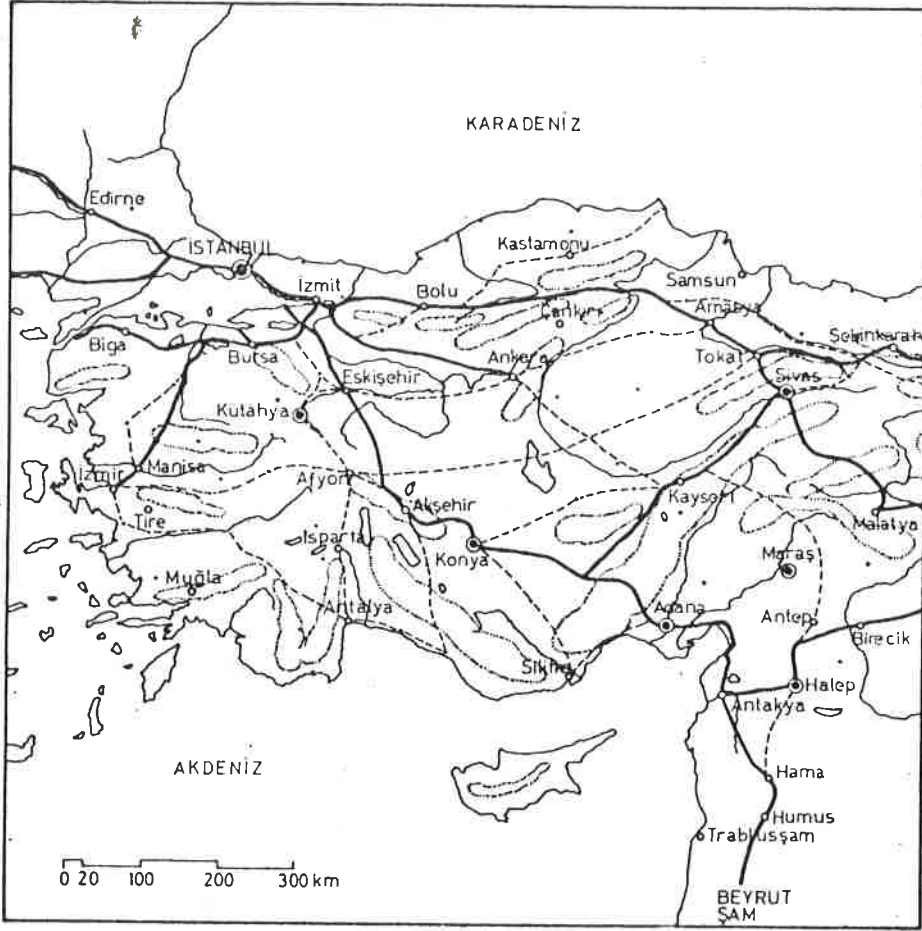 KARADENİZ
Edirne
İSTANBUL
Kastamonu
İzmit
Bolu
Samsun
Çankırı
Amasya
Biga
Bursa
Ankara
Tokat
Şebinkarah
Sivas
Eskişehir
Kütahya
İzmir
Manisa
Afyon
Kayseri
Tire
Akşehir
Malatya
Isparta
Konya
Maraş
Muğla
Antalya
Adana
Antep
Birecik
Silifke
Halep
Antakya
AKDENİZ
Hama
Humus
Trablusşam
0 20 100 200 300 km
BEYRUT
ŞAM